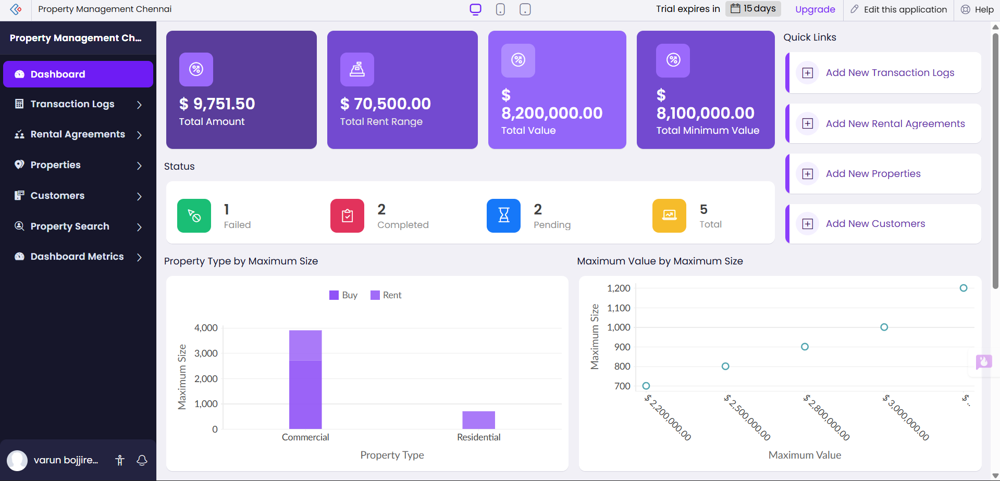 Property Management Chennai
Trial expires in 15 days
Upgrade
Edit this application
Help
Property Management Ch...
Dashboard
Transaction Logs
Rental Agreements
Properties
Customers
Property Search
Dashboard Metrics
varun bojjire...
$ 9,751.50
Total Amount
$ 70,500.00
Total Rent Range
$
8,200,000.00
Total Value
$
8,100,000.00
Total Minimum Value
Quick Links
Add New Transaction Logs
Add New Rental Agreements
Add New Properties
Add New Customers
Status
1
Failed
2
Completed
2
Pending
5
Total
Property Type by Maximum Size
Buy Rent
Maximum Size
4,000
3,000
2,000
1,000
0
Commercial Residential
Property Type
Maximum Value by Maximum Size
Maximum Size
1,200
1,100
1,000
900
800
700
$ 2,200,000.00 $ 2,500,000.00 $ 2,800,000.00 $ 3,000,000.00 $ ..
Maximum Value